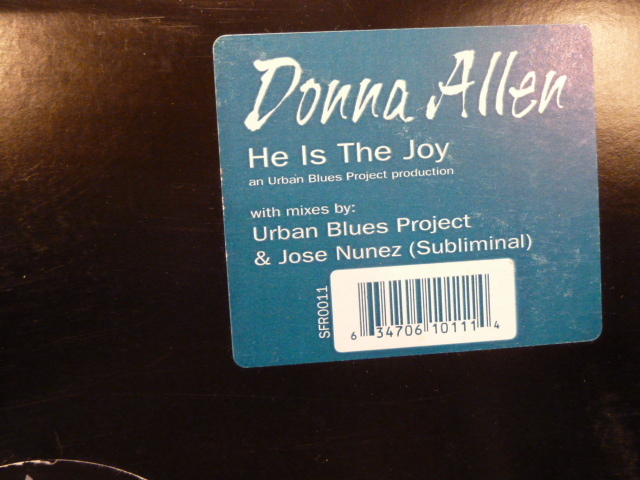 Donna Allen
He Is The Joy
an Urban Blues Project production
with mixes by:
Urban Blues Project
& Jose Nunez (Subliminal)
SFR0011
6 34706 10111 4